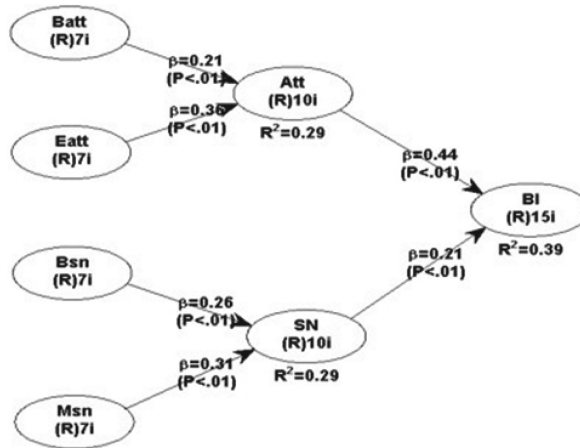 Batt
(R)7i
β=0.21
(P<.01)
Att
(R)10i
R²=0.29
Eatt
(R)7i
β=0.36
(P<.01)
β=0.44
(P<.01)
BI
(R)15i
R²=0.39
Bsn
(R)7i
β=0.26
(P<.01)
SN
(R)10i
R²=0.29
β=0.21
(P<.01)
Msn
(R)7i
β=0.31
(P<.01)